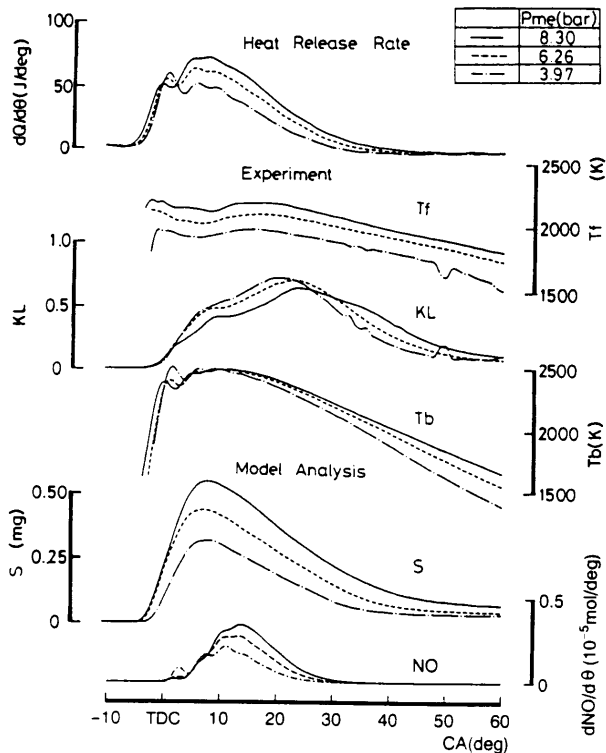 Pme(bar)
8.30
6.26
3.97
Heat Release Rate
dQ/dθ(J/deg)
100
50
0
Experiment
2500
2000
1500
(K)
Tf
Tf
KL
1.0
0.5
0
KL
Tb
2500
2000
1500
Tb(K)
Model Analysis
S (mg)
0.50
0.25
0
S
NO
0.5
0
dNO/dθ (10⁻⁵mol/deg)
-10 TDC 10 20 30 40 50 60
CA(deg)